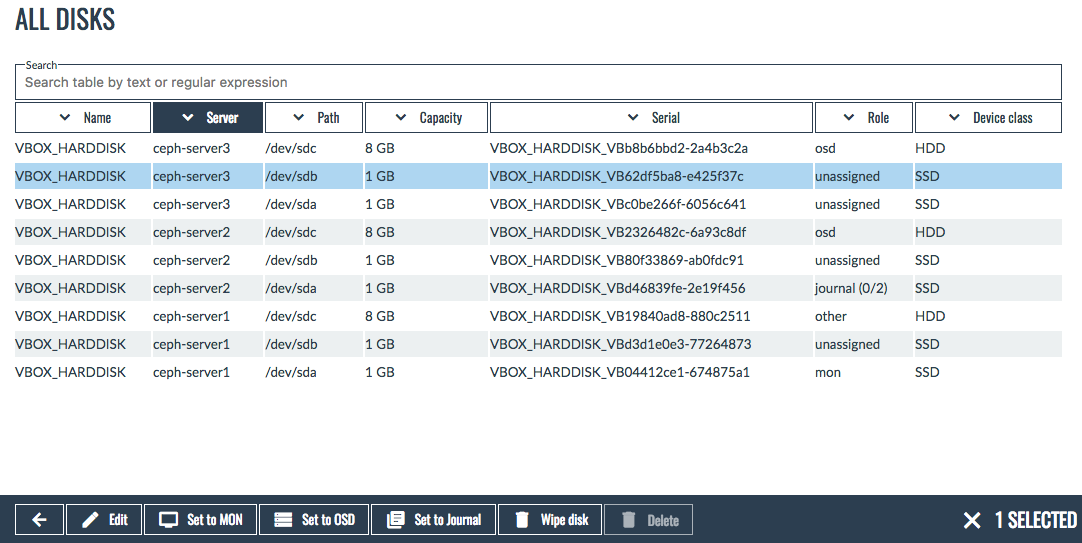 ALL DISKS
Search
Search table by text or regular expression
Name Server Path Capacity Serial Role Device class
VBOX_HARDDISK ceph-server3 /dev/sdc 8 GB VBOX_HARDDISK_VBb8b6bbd2-2a4b3c2a osd HDD
VBOX_HARDDISK ceph-server3 /dev/sdb 1 GB VBOX_HARDDISK_VB62df5ba8-e425f37c unassigned SSD
VBOX_HARDDISK ceph-server3 /dev/sda 1 GB VBOX_HARDDISK_VBc0be266f-6056c641 unassigned SSD
VBOX_HARDDISK ceph-server2 /dev/sdc 8 GB VBOX_HARDDISK_VB2326482c-6a93c8df osd HDD
VBOX_HARDDISK ceph-server2 /dev/sdb 1 GB VBOX_HARDDISK_VB80f33869-ab0fdc91 unassigned SSD
VBOX_HARDDISK ceph-server2 /dev/sda 1 GB VBOX_HARDDISK_VBd46839fe-2e19f456 journal (0/2) SSD
VBOX_HARDDISK ceph-server1 /dev/sdc 8 GB VBOX_HARDDISK_VB19840ad8-880c2511 other HDD
VBOX_HARDDISK ceph-server1 /dev/sdb 1 GB VBOX_HARDDISK_VBd3d1e0e3-77264873 unassigned SSD
VBOX_HARDDISK ceph-server1 /dev/sda 1 GB VBOX_HARDDISK_VB04412ce1-674875a1 mon SSD
Edit Set to MON Set to OSD Set to Journal Wipe disk Delete 1 SELECTED